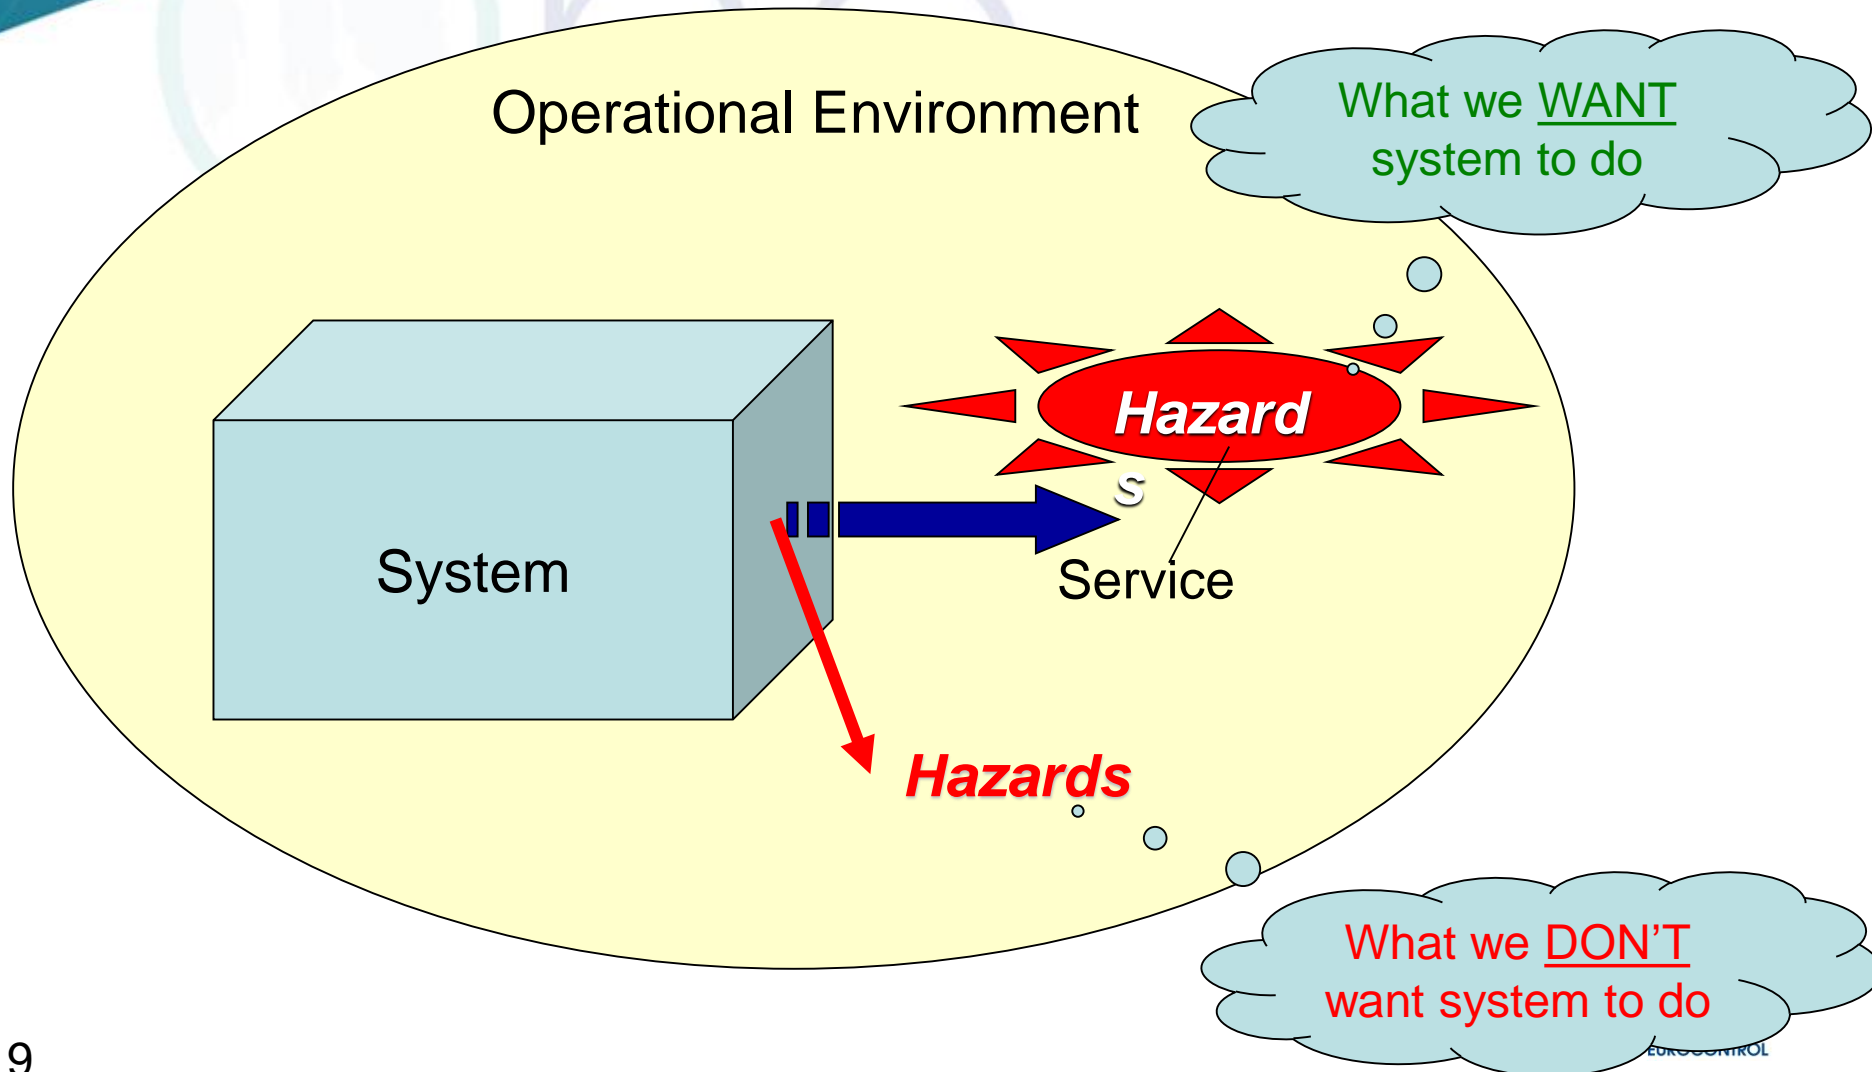 Operational Environment
What we WANT
system to do
Hazard
s
System
Service
Hazards
What we DON'T
want system to do
EUROCONTROL
9